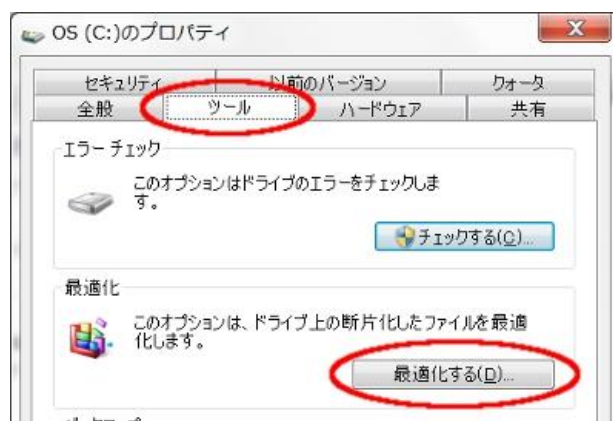 OS (C:)のプロパティ
セキュリティ 以前のバージョン クォータ
全般 ツール ハードウェア 共有
エラー チェック
このオプションはドライブのエラーをチェックしま
す。
チェックする(C)...
最適化
このオプションは、ドライブ上の断片化したファイルを最適
化します。
最適化する(D)...